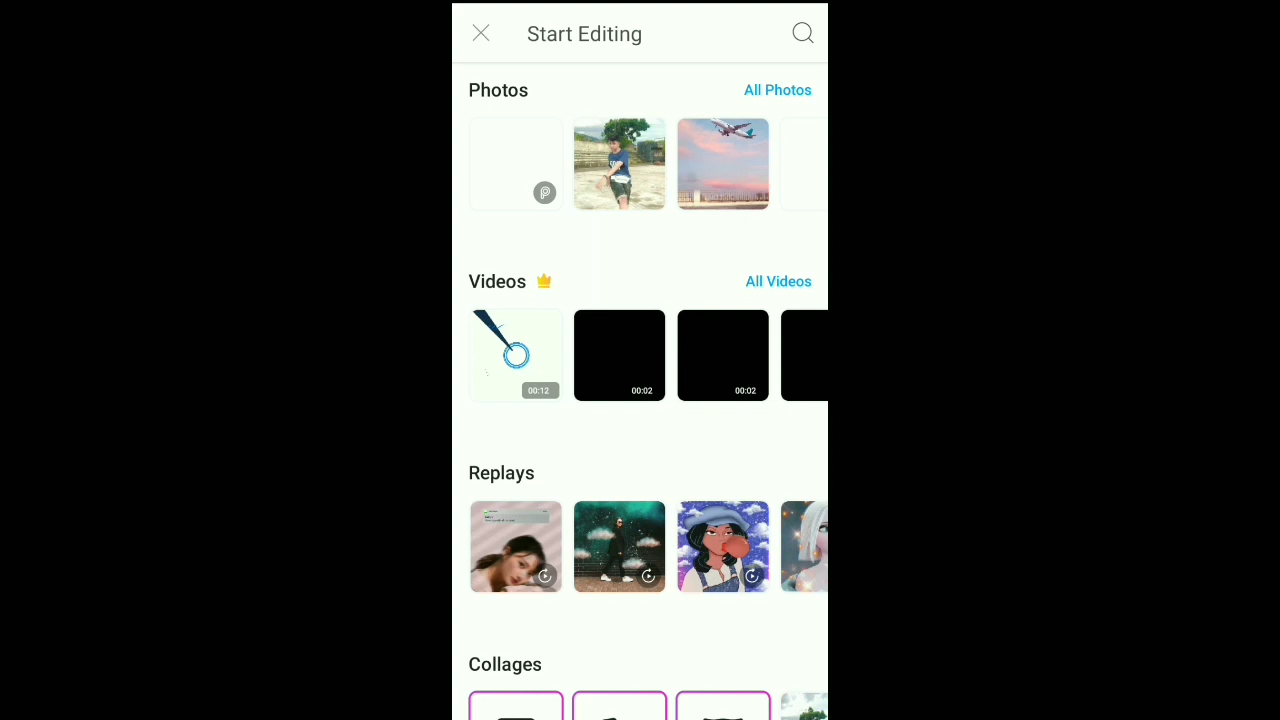 Start Editing
Photos
All Photos
Videos
All Videos
00:12
00:02
00:02
Replays
Collages